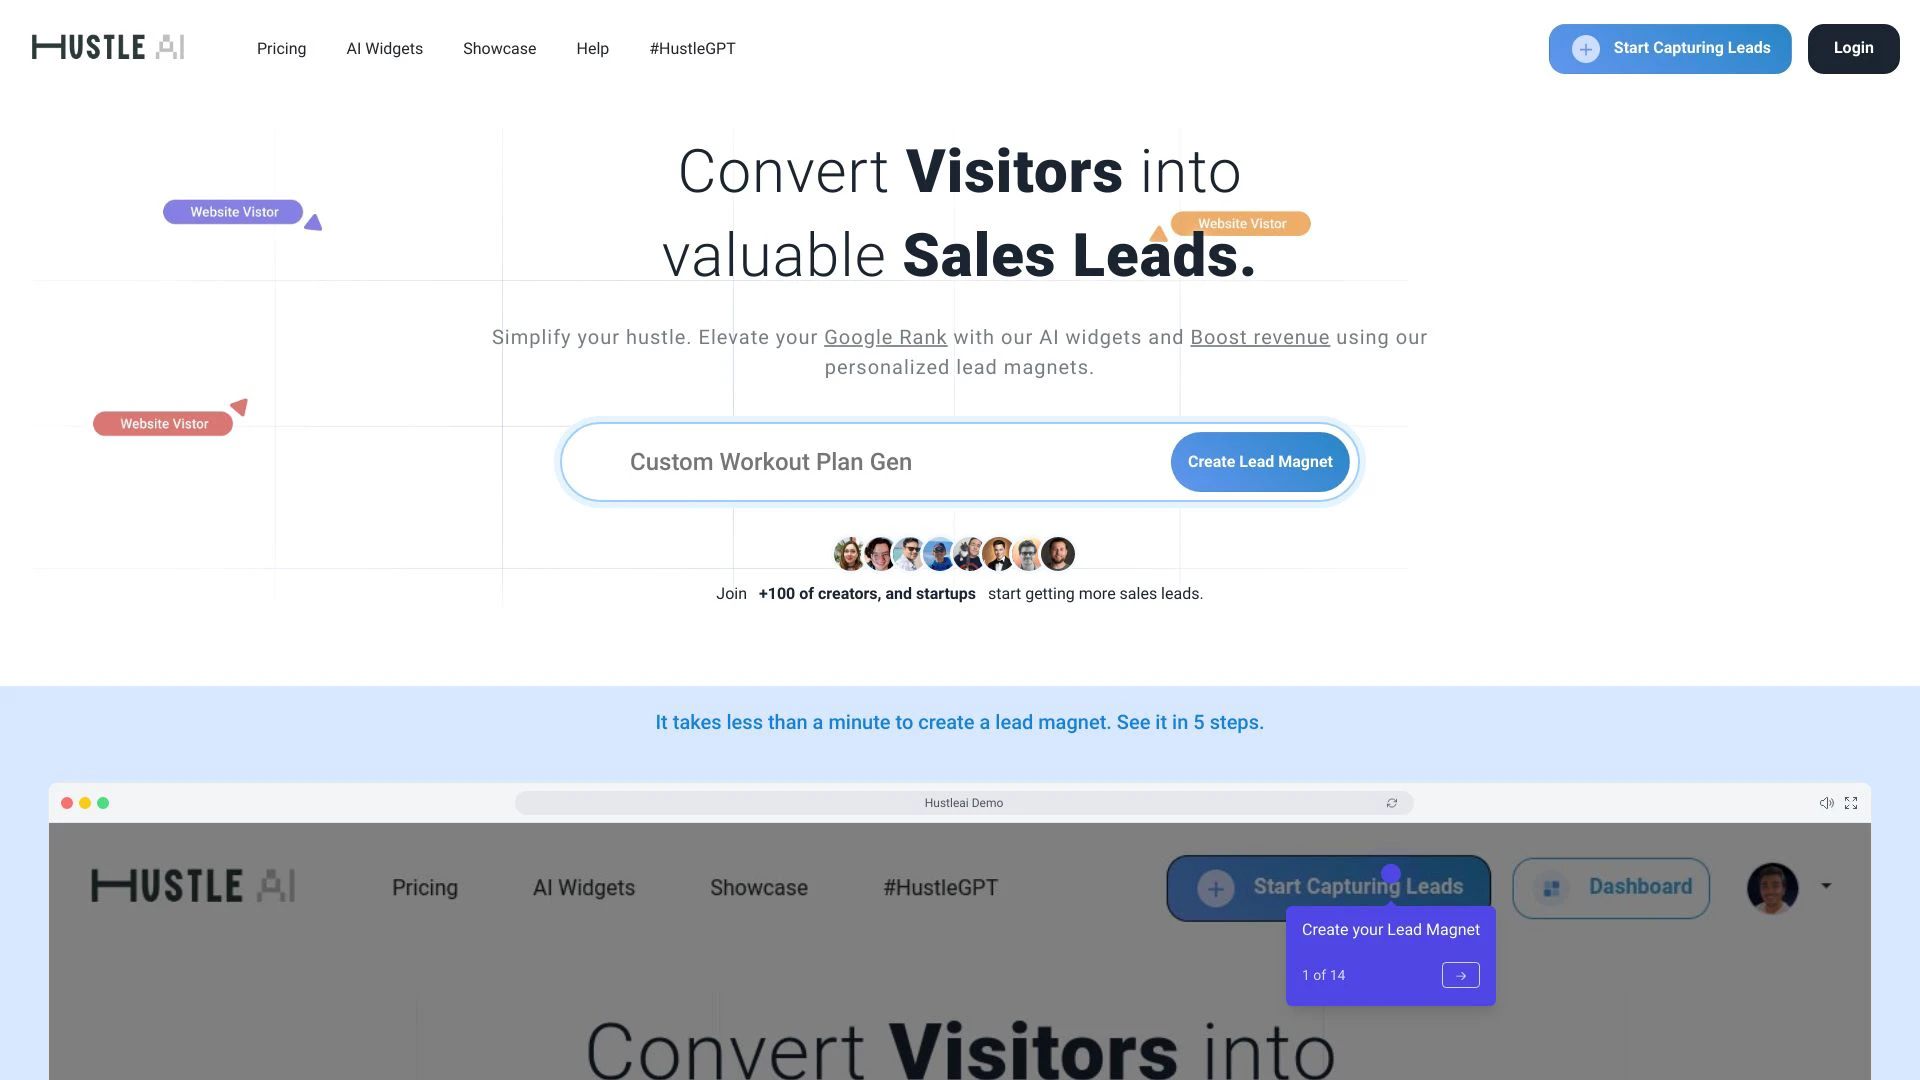 HUSTLE AI
Pricing
AI Widgets
Showcase
Help
#HustleGPT
Start Capturing Leads
Login
Convert Visitors into
valuable Sales Leads.
Website Vistor
Website Vistor
Website Vistor
Simplify your hustle. Elevate your Google Rank with our AI widgets and Boost revenue using our
personalized lead magnets.
Custom Workout Plan Gen
Create Lead Magnet
Join +100 of creators, and startups start getting more sales leads.
It takes less than a minute to create a lead magnet. See it in 5 steps.
Hustleai Demo
HUSTLE AI
Pricing
AI Widgets
Showcase
#HustleGPT
Start Capturing Leads
Dashboard
Create your Lead Magnet
1 of 14
Convert Visitors into